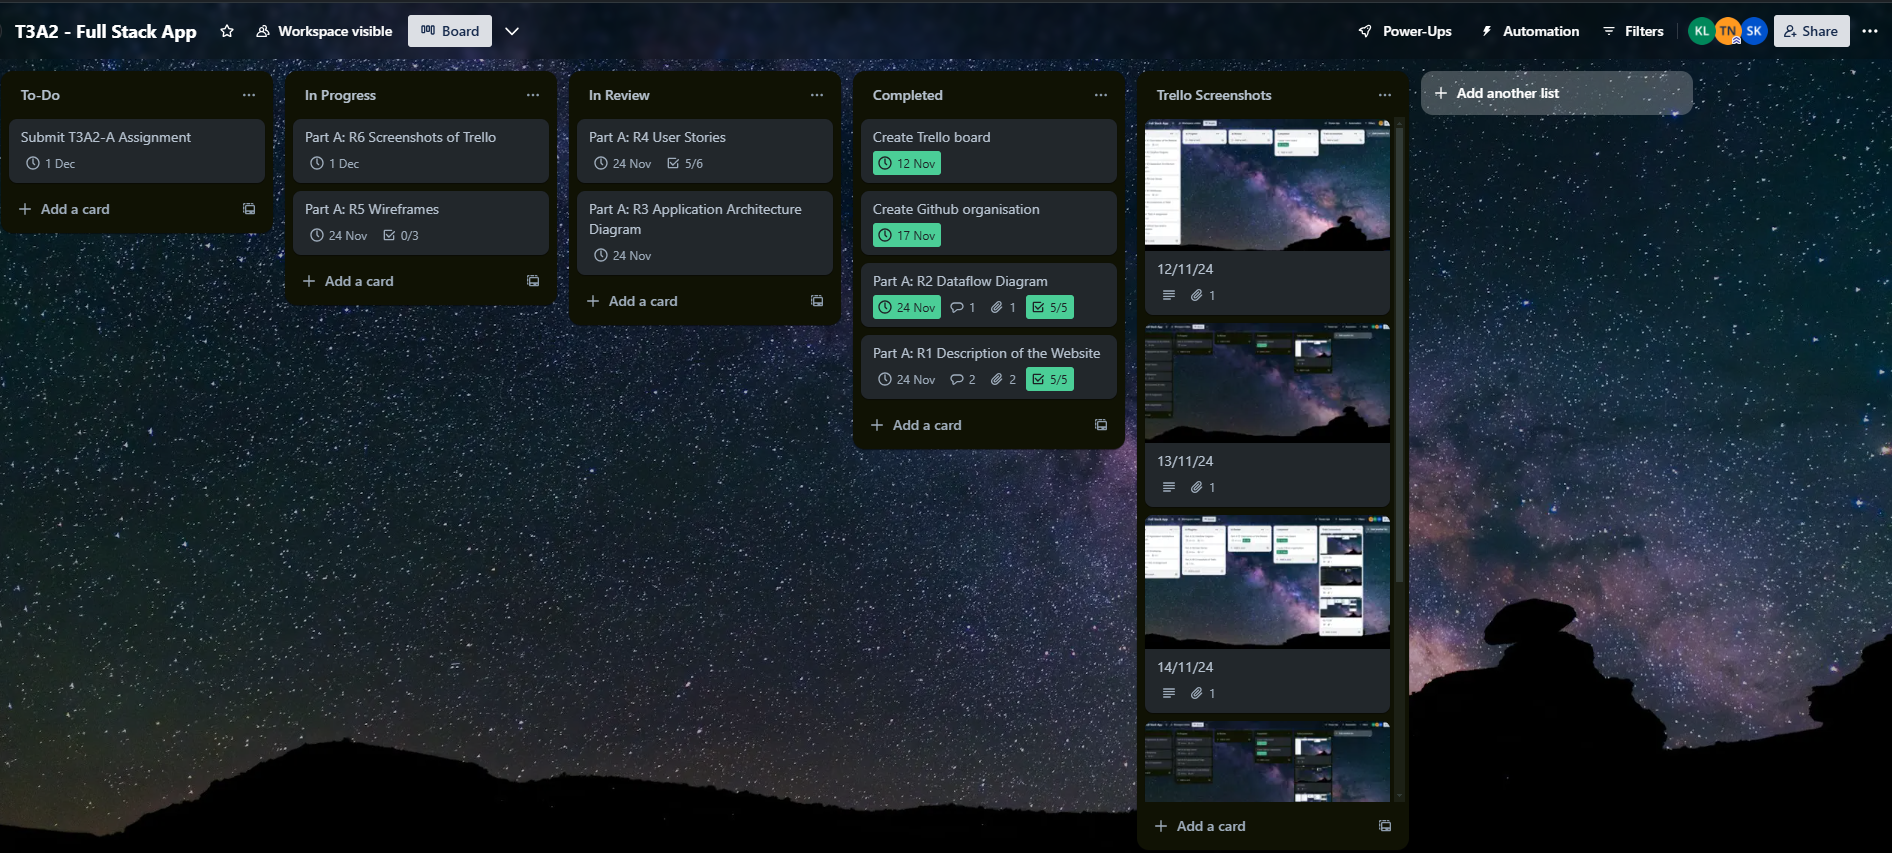 T3A2 - Full Stack App
Workspace visible
Board
Power-Ups
Automation
Filters
KL
TN
SK
Share
To-Do
Submit T3A2-A Assignment
1 Dec
Add a card
In Progress
Part A: R6 Screenshots of Trello
1 Dec
Part A: R5 Wireframes
24 Nov 0/3
Add a card
In Review
Part A: R4 User Stories
24 Nov 5/6
Part A: R3 Application Architecture
Diagram
24 Nov
Add a card
Completed
Create Trello board
12 Nov
Create Github organisation
17 Nov
Part A: R2 Dataflow Diagram
24 Nov 1 1 5/5
Part A: R1 Description of the Website
24 Nov 2 2 5/5
Add a card
Trello Screenshots
12/11/24
1
13/11/24
1
14/11/24
1
Add a card
Add another list